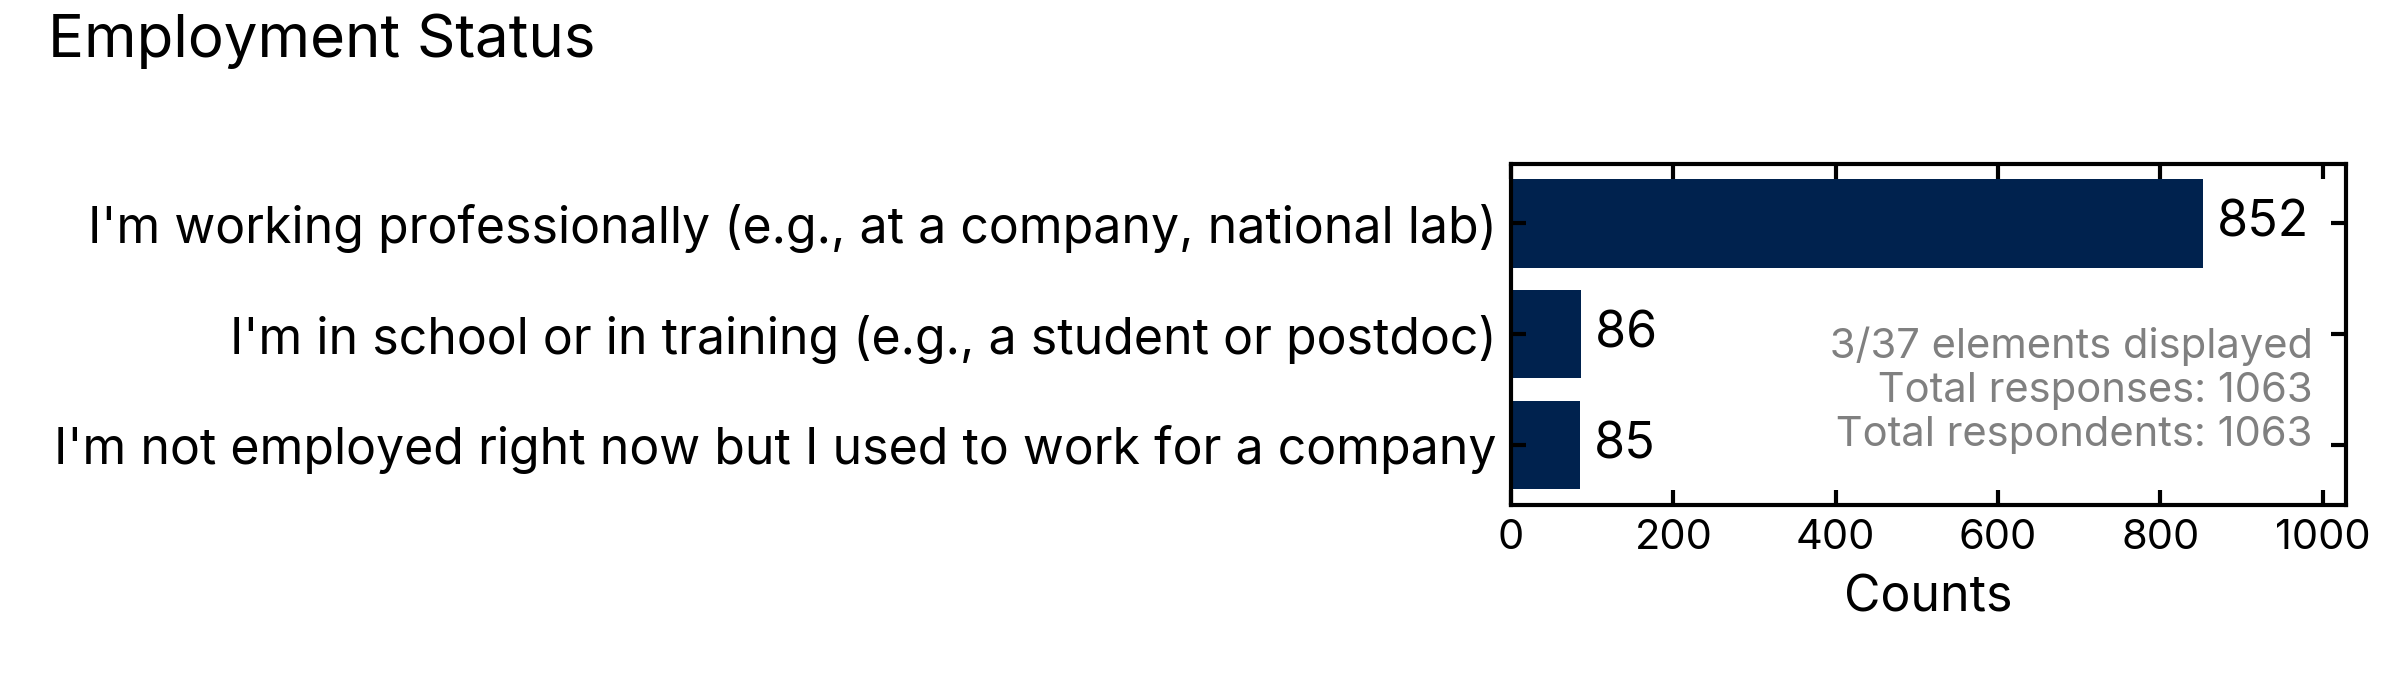 Employment Status
I'm working professionally (e.g., at a company, national lab)
852
I'm in school or in training (e.g., a student or postdoc)
86
3/37 elements displayed
Total responses: 1063
Total respondents: 1063
I'm not employed right now but I used to work for a company
85
0 200 400 600 800 1000
Counts